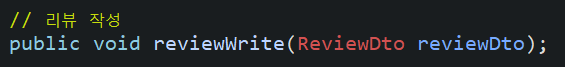 // 리뷰 작성
public void reviewWrite(ReviewDto reviewDto);